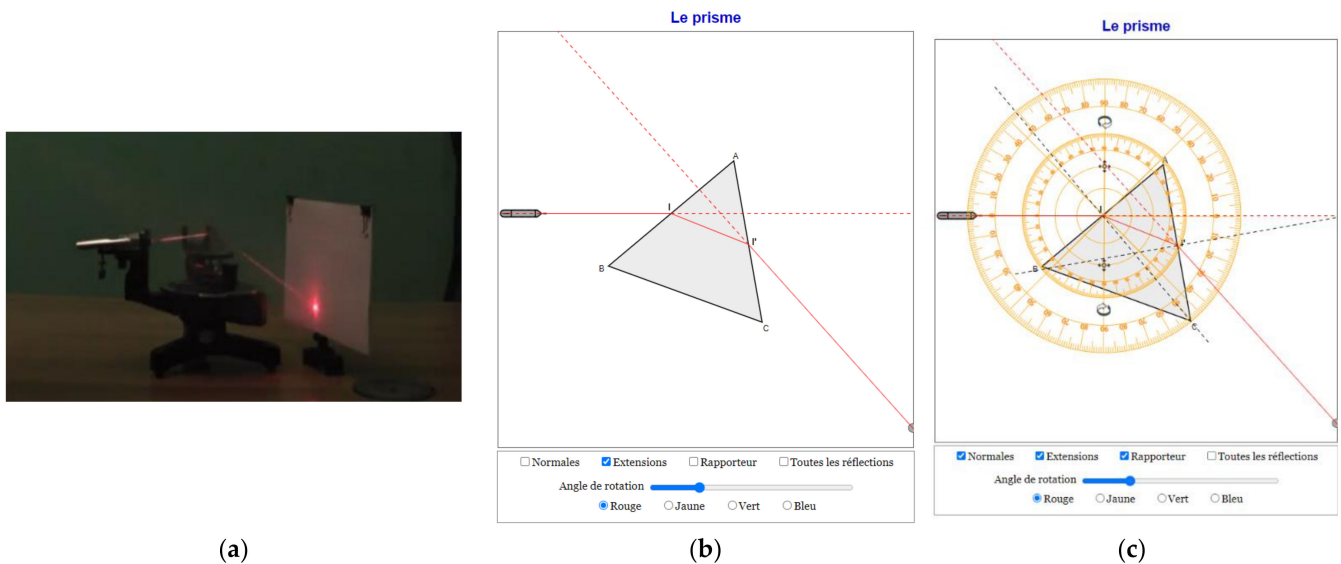 Le prisme
A
I
I'
B
C
Normales Extensions Rapporteur Toutes les réflections
Angle de rotation
Rouge Jaune Vert Bleu
Le prisme
A
B
C
Normales Extensions Rapporteur Toutes les réflections
Angle de rotation
Rouge Jaune Vert Bleu
(a) (b) (c)